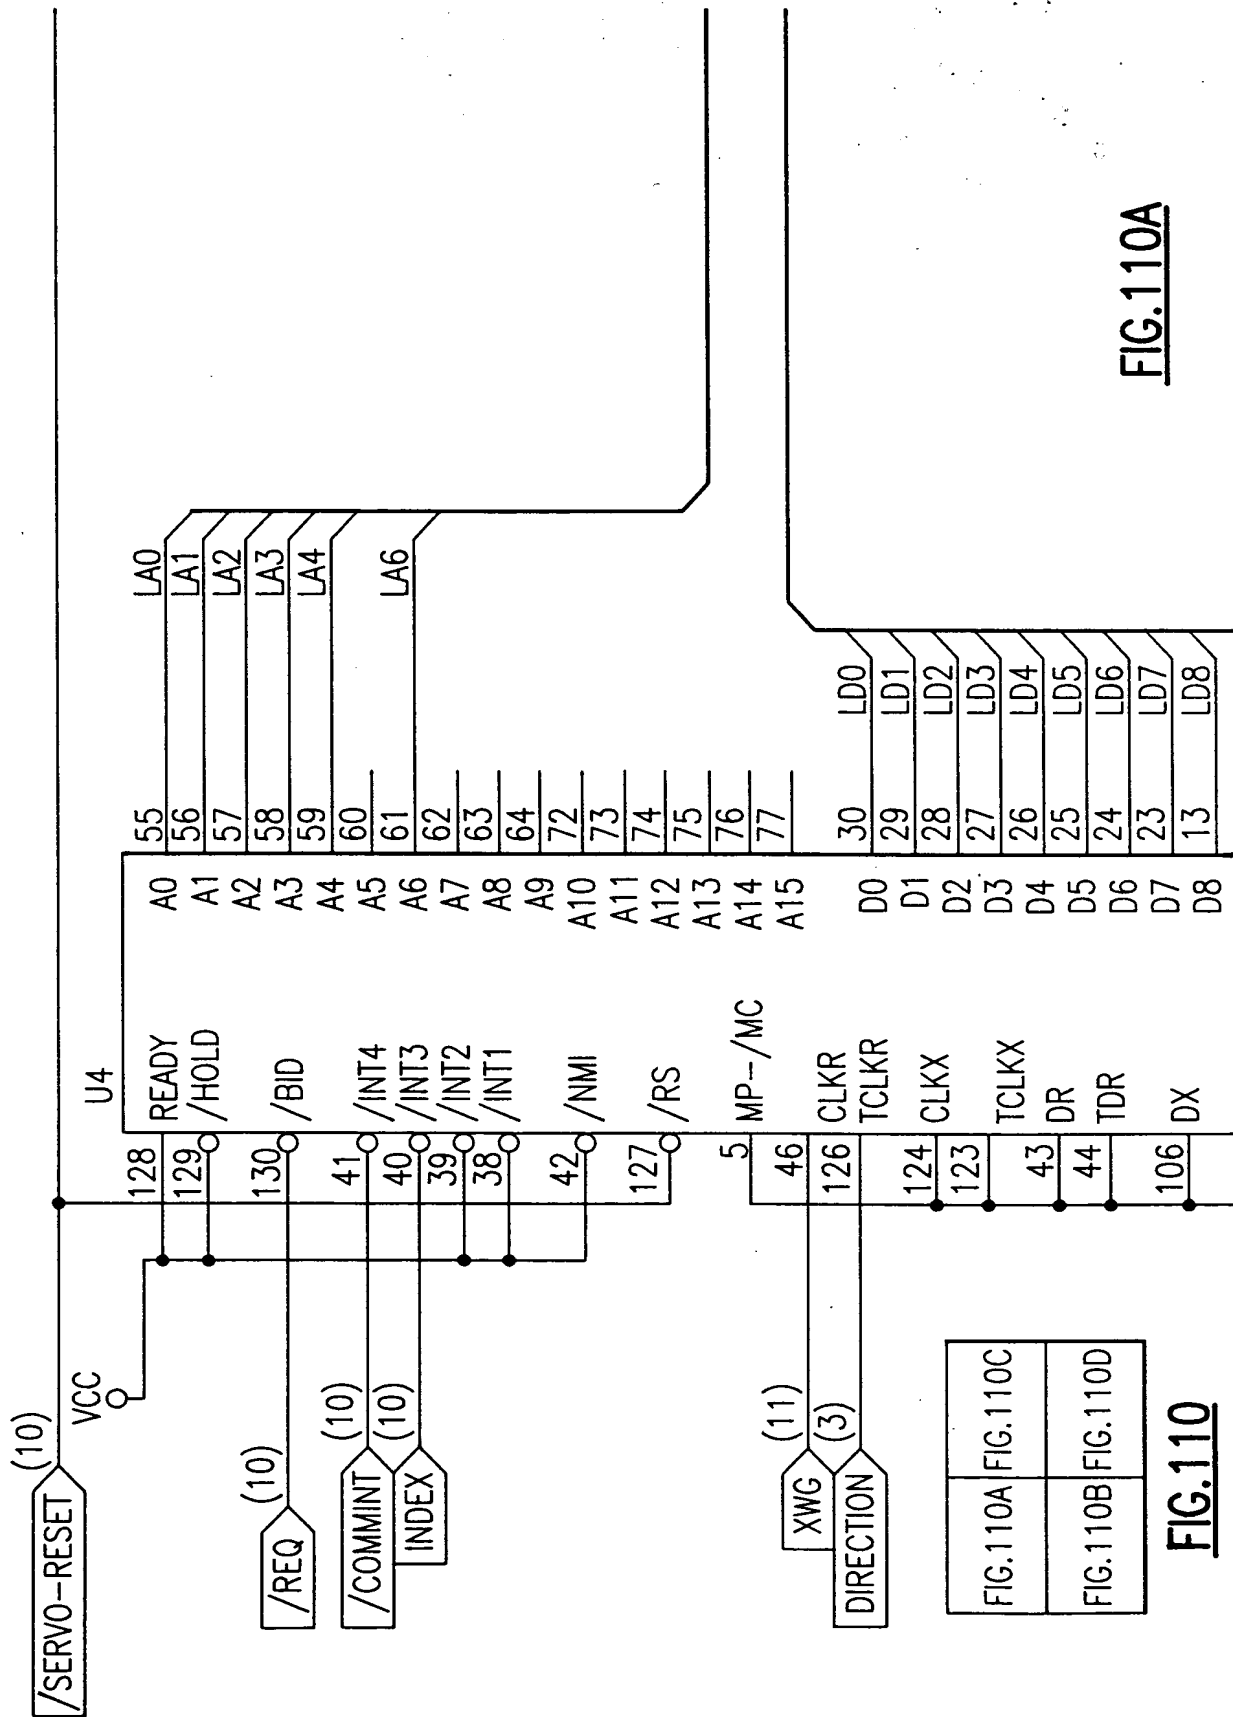 /SERVO-RESET (10)
VCC
/REQ (10)
/COMMINT (10)
INDEX (10)
XWG (11)
DIRECTION (3)
U4
128 READY
129 /HOLD
130 /BID
41 /INT4
40 /INT3
39 /INT2
38 /INT1
42 /NMI
127 /RS
5 MP-/MC
46 CLKR
126 TCLKR
124 CLKX
123 TCLKX
43 DR
44 TDR
106 DX
A0 55 LA0
A1 56 LA1
A2 57 LA2
A3 58 LA3
A4 59 LA4
A5 60
A6 61 LA6
A7 62
A8 63
A9 64
A10 72
A11 73
A12 74
A13 75
A14 76
A15 77
D0 30 LD0
D1 29 LD1
D2 28 LD2
D3 27 LD3
D4 26 LD4
D5 25 LD5
D6 24 LD6
D7 23 LD7
D8 13 LD8
FIG.110A FIG.110C
FIG.110B FIG.110D
FIG.110
FIG.110A